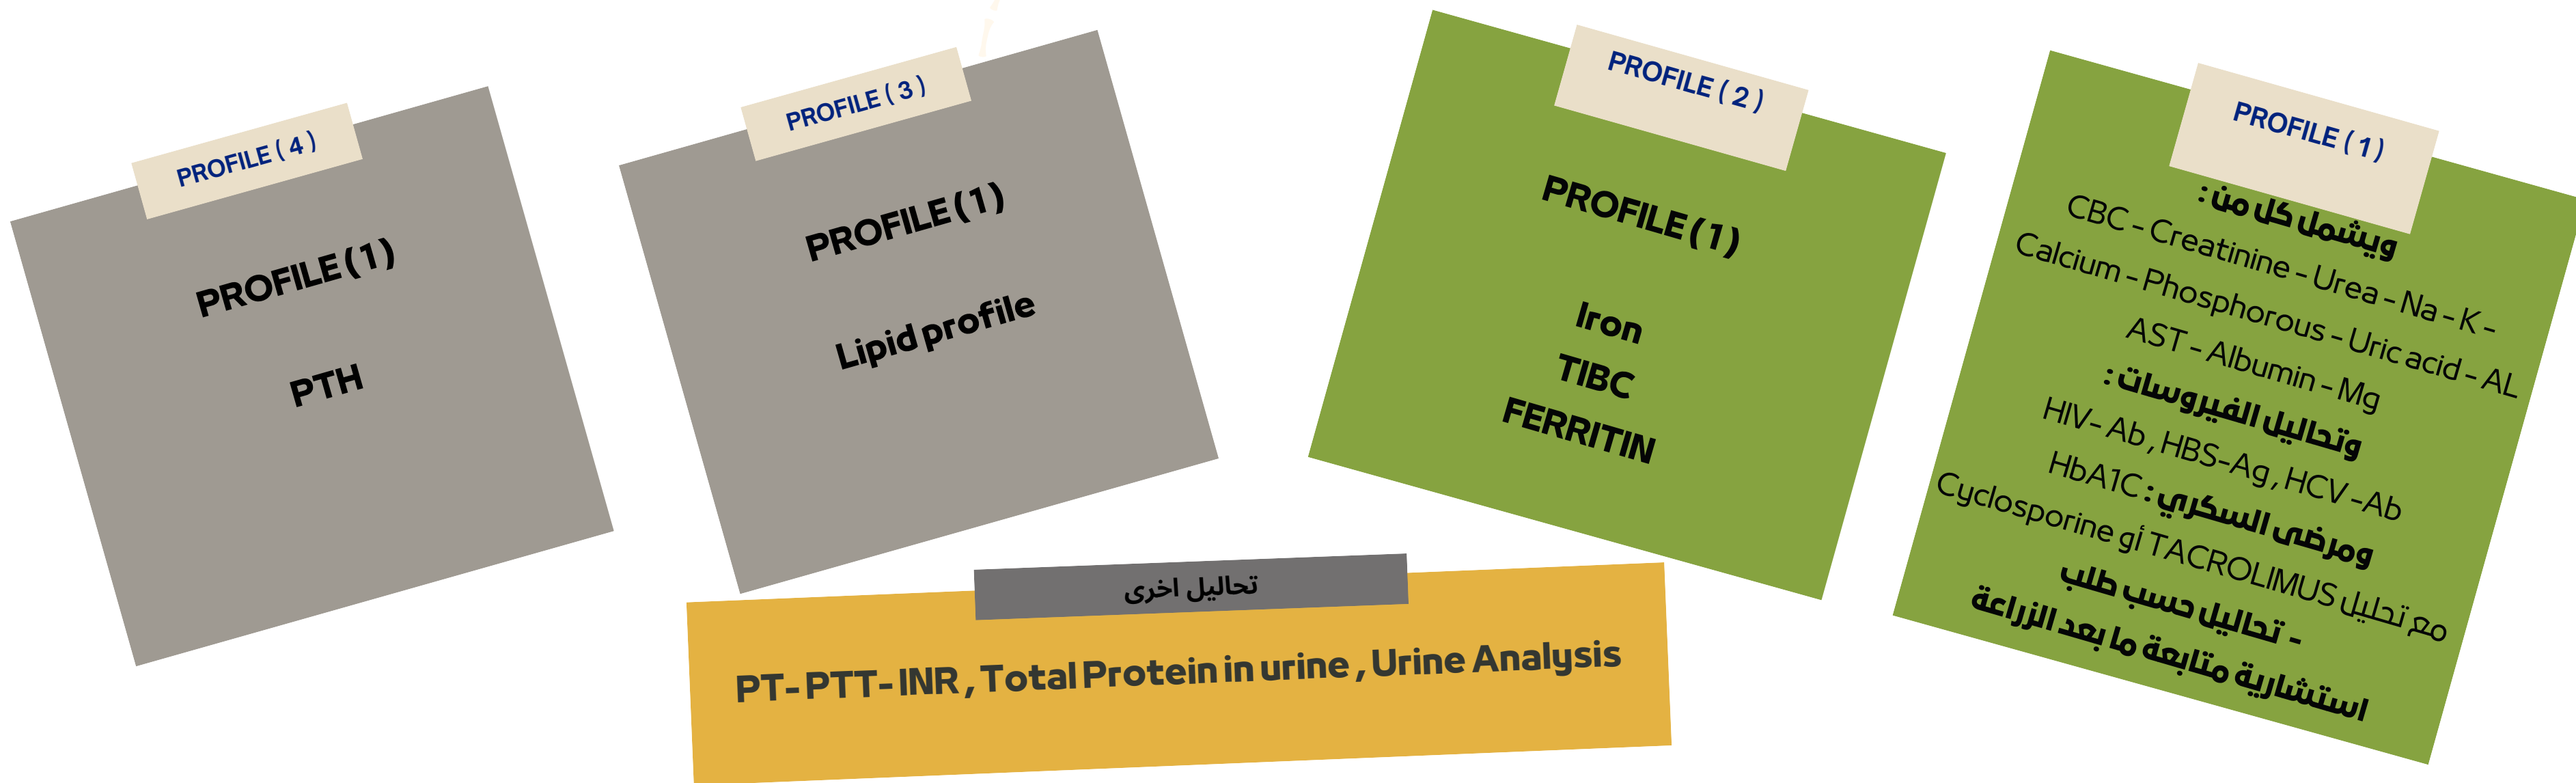 PROFILE ( 1 )
ويشمل كل من :
CBC - Creatinine - Urea - Na - K -
Calcium - Phosphorous - Uric acid - AL
AST - Albumin - Mg
وتحاليل الفيروسات :
HIV- Ab , HBS-Ag , HCV -Ab
ومرضى السكري : HbA1C
مع تحليل TACROLIMUS أو Cyclosporine
- تحاليل حسب طلب
استشارية متابعة ما بعد الزراعة
PROFILE ( 2 )
PROFILE (1)
Iron
TIBC
FERRITIN
PROFILE ( 3 )
PROFILE (1)
Lipid profile
PROFILE ( 4 )
PROFILE (1)
PTH
تحاليل اخرى
PT- PTT- INR , Total Protein in urine , Urine Analysis